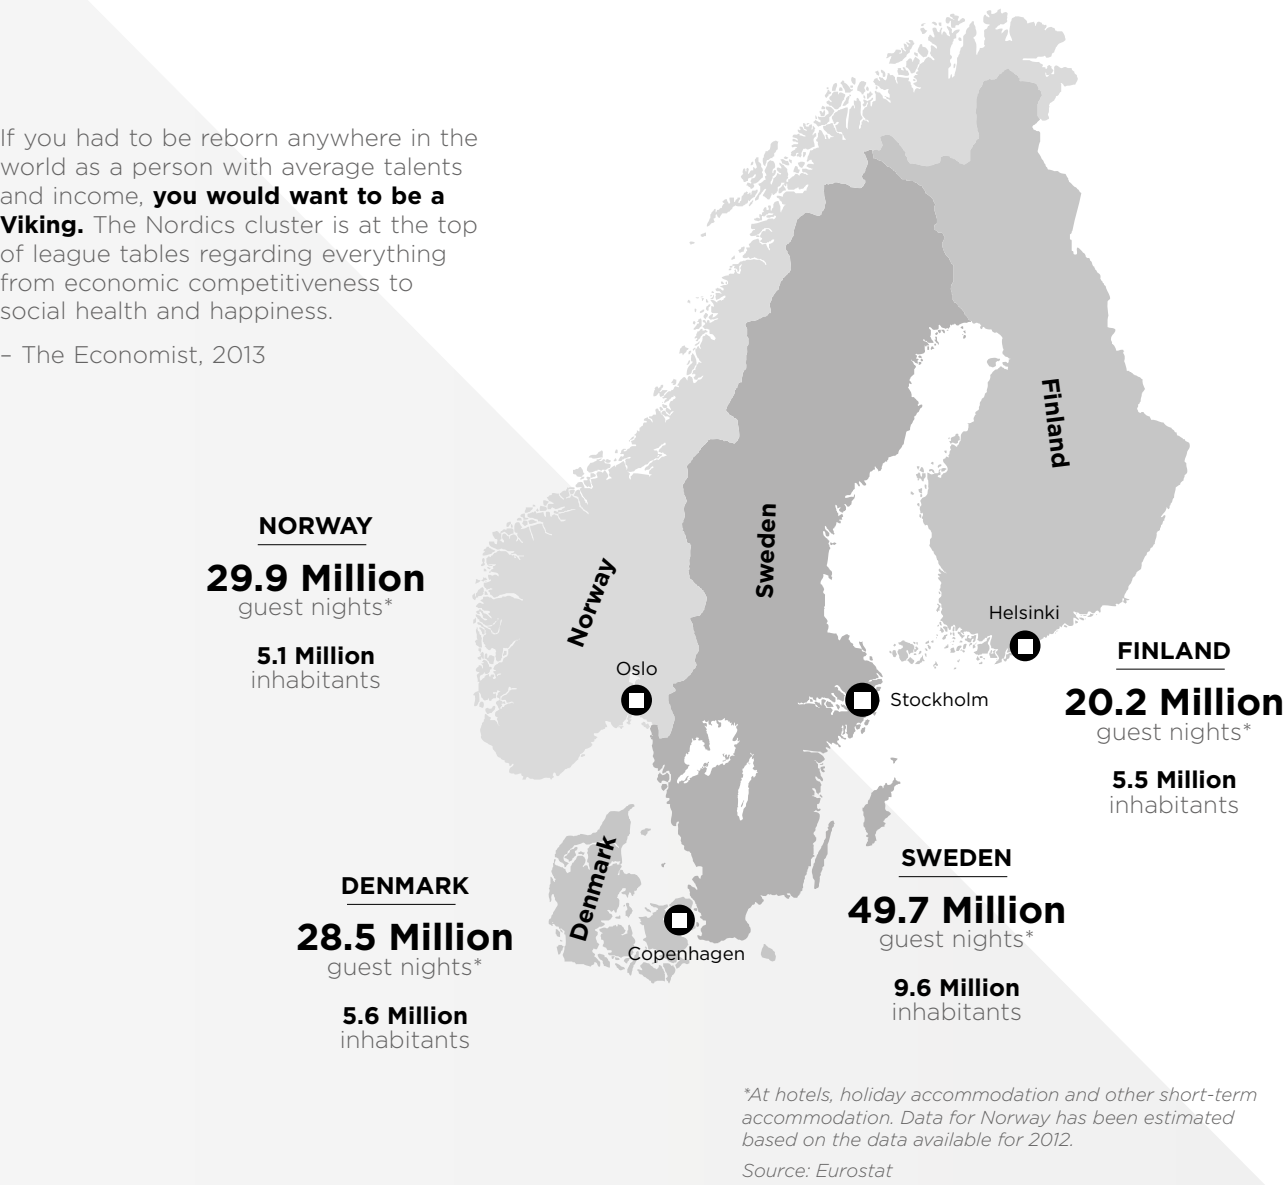 If you had to be reborn anywhere in the
world as a person with average talents
and income, you would want to be a
Viking. The Nordics cluster is at the top
of league tables regarding everything
from economic competitiveness to
social health and happiness.
– The Economist, 2013
Finland
Sweden
Norway
NORWAY
29.9 Million
guest nights*
5.1 Million
inhabitants
Helsinki
Oslo
Stockholm
FINLAND
20.2 Million
guest nights*
5.5 Million
inhabitants
Denmark
Copenhagen
DENMARK
28.5 Million
guest nights*
5.6 Million
inhabitants
SWEDEN
49.7 Million
guest nights*
9.6 Million
inhabitants
*At hotels, holiday accommodation and other short-term
accommodation. Data for Norway has been estimated
based on the data available for 2012.
Source: Eurostat